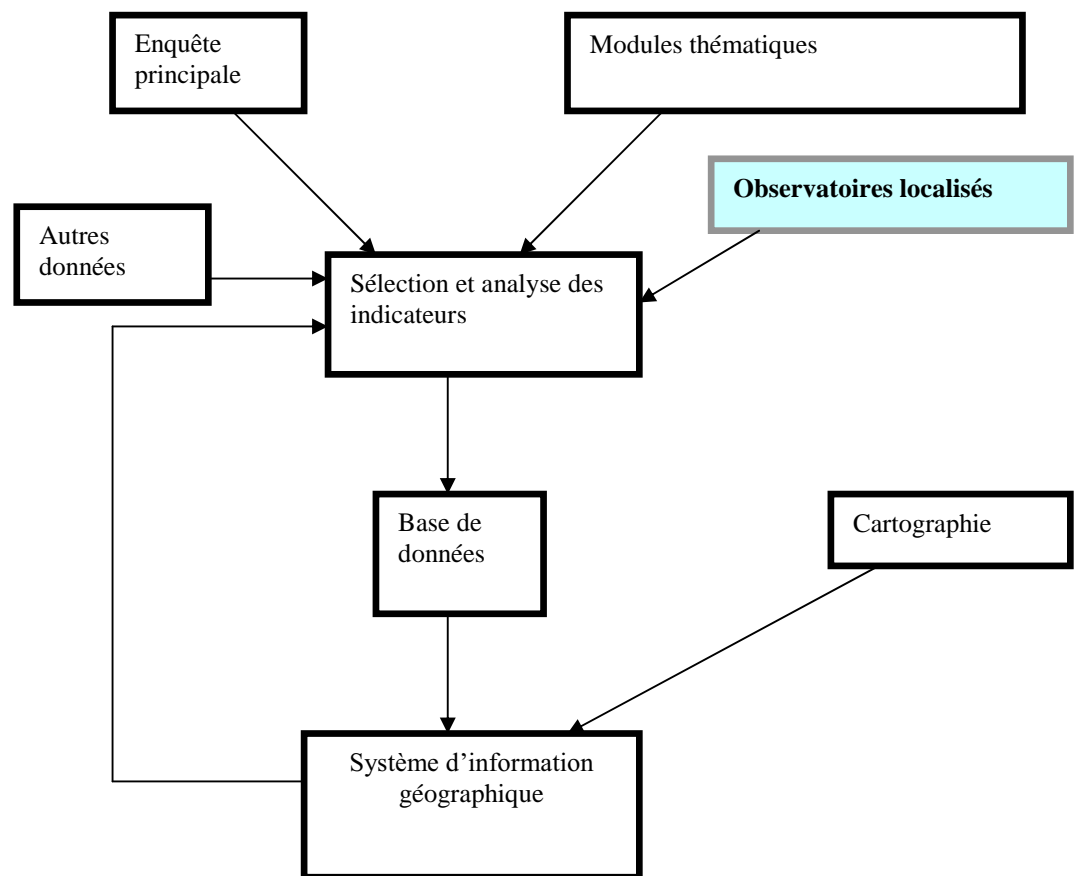 Enquête
principale
Modules thématiques
Observatoires localisés
Autres
données
Sélection et analyse des
indicateurs
Base de
données
Cartographie
Système d’information
géographique